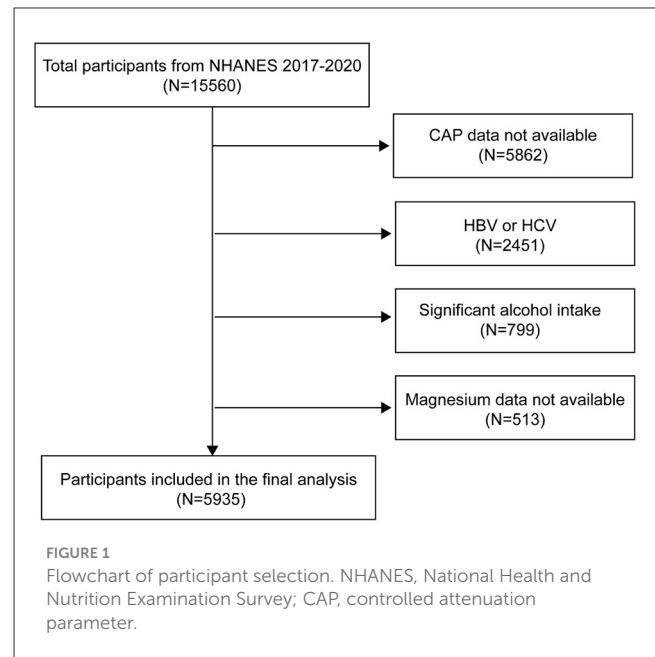 Total participants from NHANES 2017-2020
(N=15560)
CAP data not available
(N=5862)
HBV or HCV
(N=2451)
Significant alcohol intake
(N=799)
Magnesium data not available
(N=513)
Participants included in the final analysis
(N=5935)
FIGURE 1
Flowchart of participant selection. NHANES, National Health and
Nutrition Examination Survey; CAP, controlled attenuation
parameter.